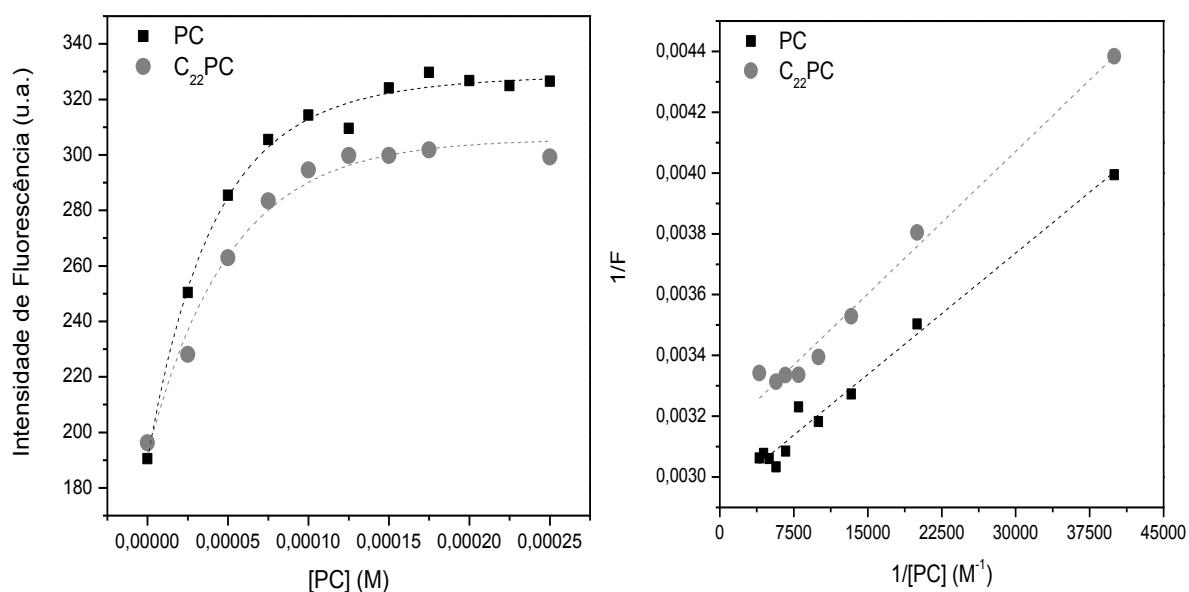 PC
C₂₂PC
340
320
300
280
260
240
220
200
180
Intensidade de Fluorescência (u.a.)
0,00000 0,00005 0,00010 0,00015 0,00020 0,00025
[PC] (M)
PC
C₂₂PC
0,0044
0,0042
0,0040
0,0038
0,0036
0,0034
0,0032
0,0030
1/F
0 7500 15000 22500 30000 37500 45000
1/[PC] (M⁻¹)